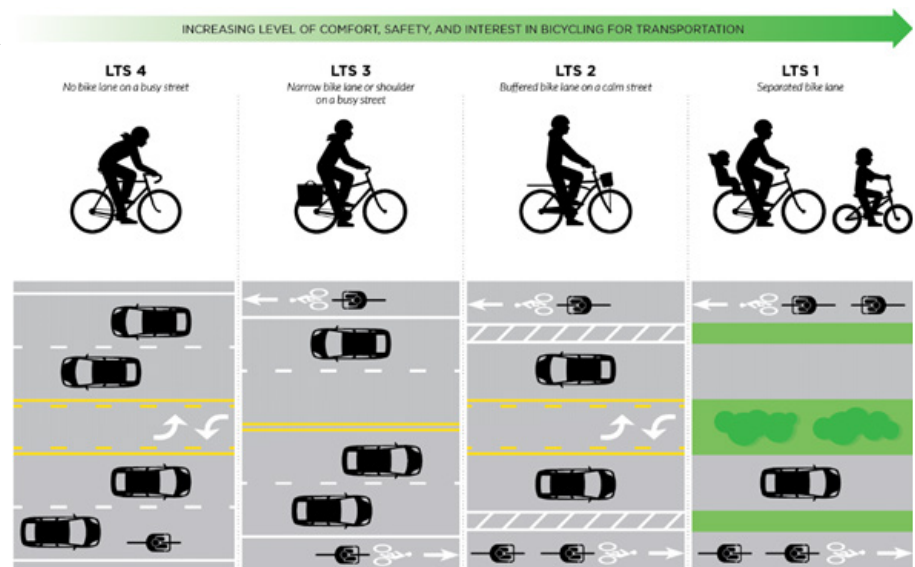 INCREASING LEVEL OF COMFORT, SAFETY, AND INTEREST IN BICYCLING FOR TRANSPORTATION
LTS 4
No bike lane on a busy street
LTS 3
Narrow bike lane or shoulder
on a busy street
LTS 2
Buffered bike lane on a calm street
LTS 1
Separated bike lane